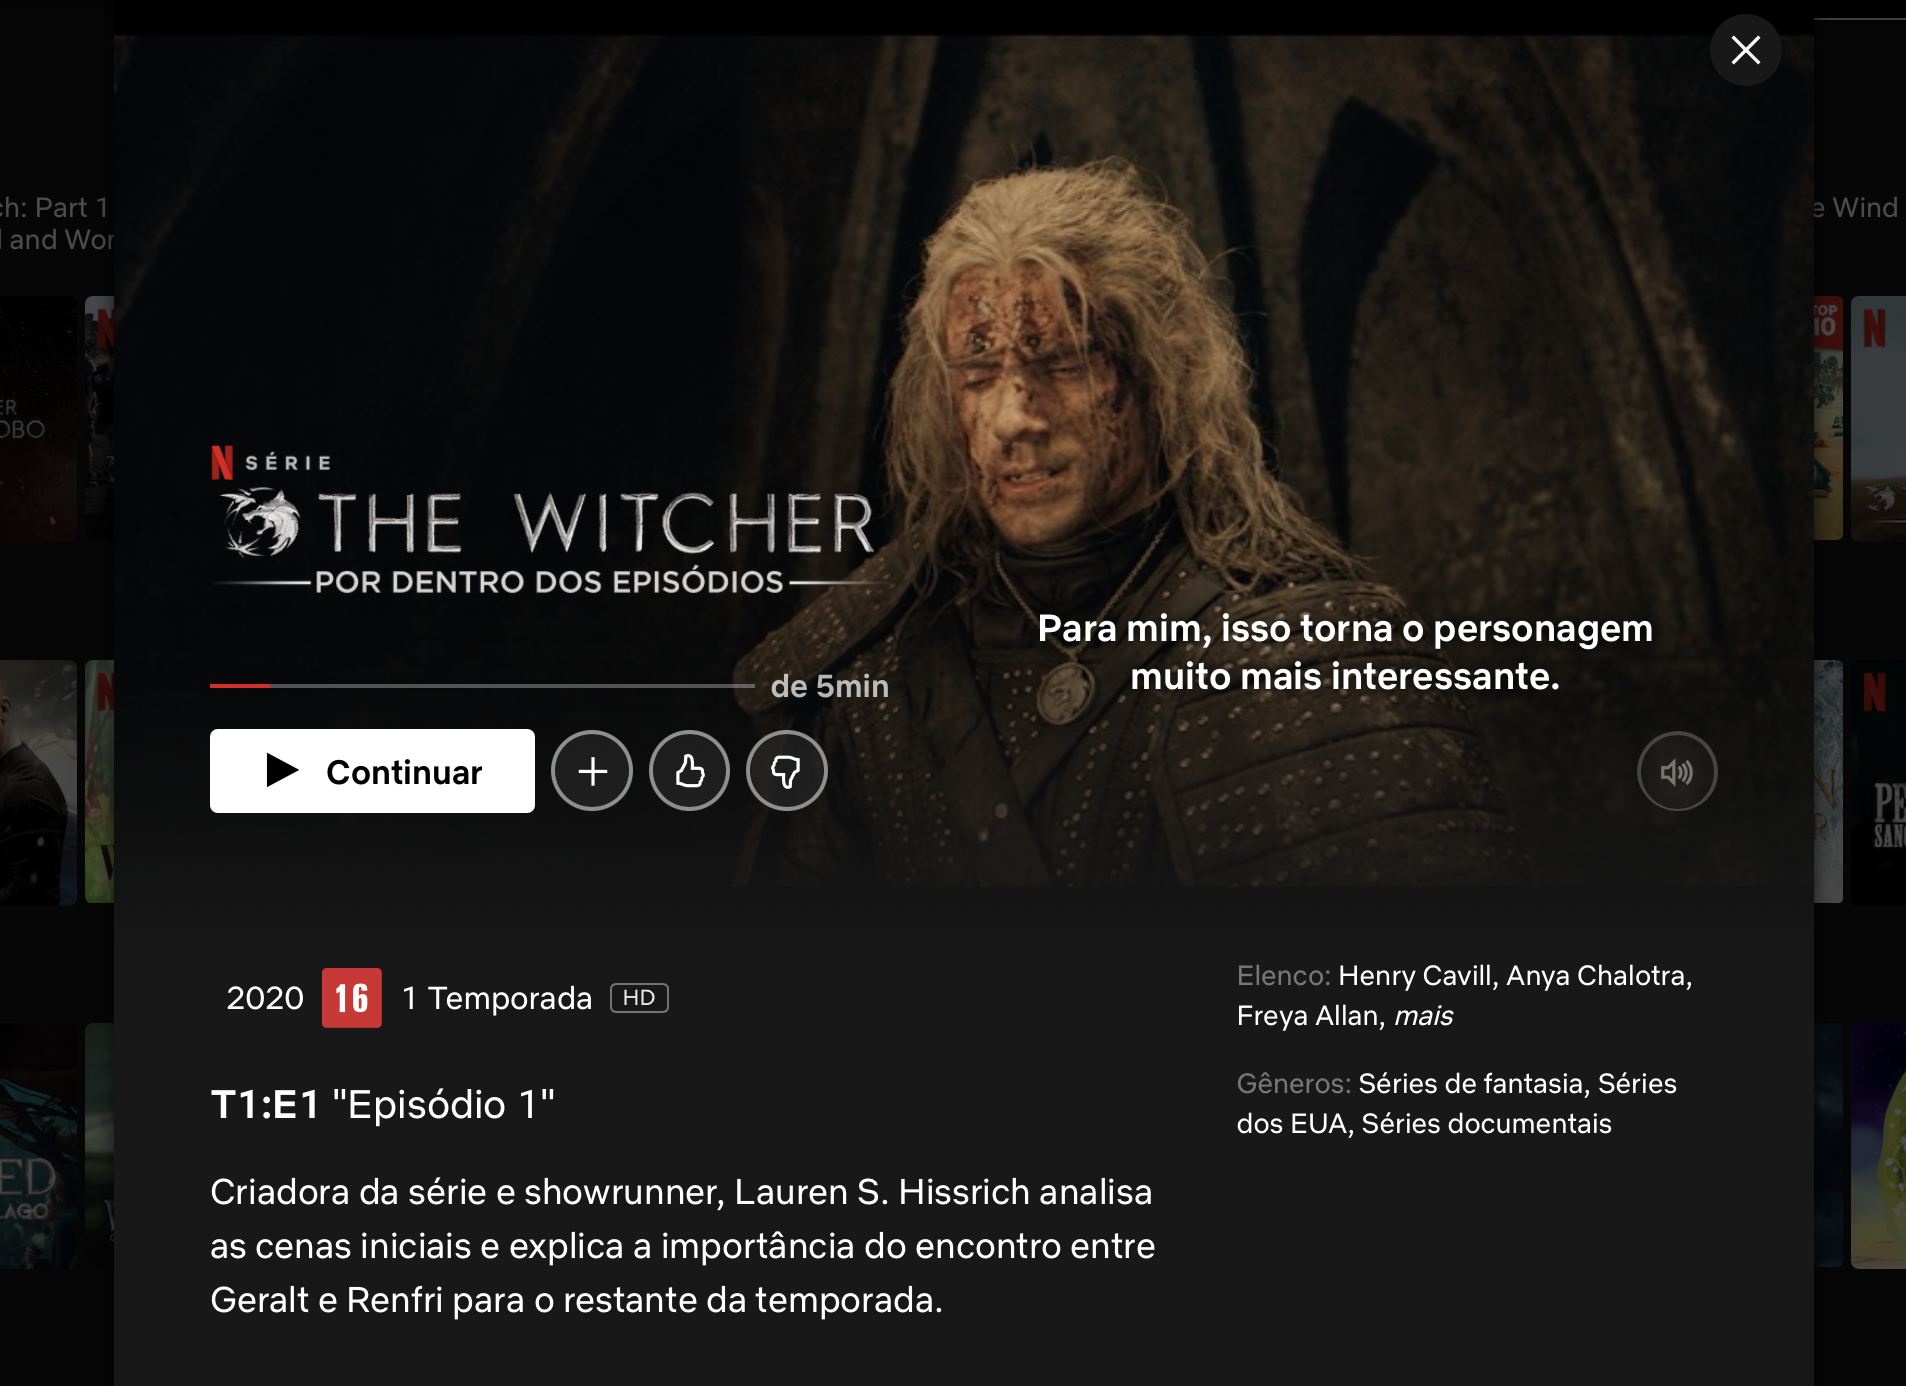 ch: Part 1
and Wor
e Wind
TOP
10
ER
OBO
N SÉRIE
THE WITCHER
POR DENTRO DOS EPISÓDIOS
Para mim, isso torna o personagem
muito mais interessante.
de 5min
Continuar
PE
SAN
2020 16 1 Temporada HD
Elenco: Henry Cavill, Anya Chalotra,
Freya Allan, mais
Gêneros: Séries de fantasia, Séries
dos EUA, Séries documentais
T1:E1 "Episódio 1"
Criadora da série e showrunner, Lauren S. Hissrich analisa
as cenas iniciais e explica a importância do encontro entre
Geralt e Renfri para o restante da temporada.
ED
LAGO